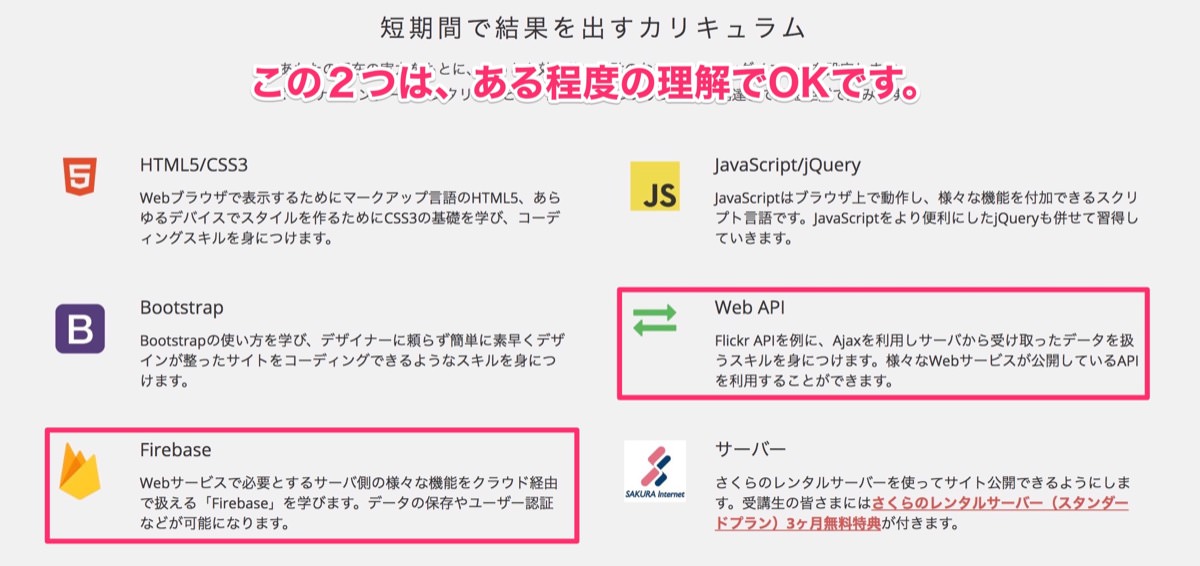 短期間で結果を出すカリキュラム
この２つは、ある程度の理解でOKです。
HTML5/CSS3
Webブラウザで表示するためにマークアップ言語のHTML5、あら
ゆるデバイスでスタイルを作るためにCSS3の基礎を学び、コー
ディングスキルを身につけます。
JS
JavaScript/jQuery
JavaScriptはブラウザ上で動作し、様々な機能を付加できるスクリ
プト言語です。JavaScriptをより便利にしたjQueryも併せて習得し
ていきます。
B
Bootstrap
Bootstrapの使い方を学び、デザイナーに頼らず簡単に素早くデザ
インが整ったサイトをコーディングできるようなスキルを身につ
けます。
Web API
Flickr APIを例に、Ajaxを利用しサーバから受け取ったデータを扱
うスキルを身につけます。様々なWebサービスが公開しているAPI
を利用することができます。
Firebase
Webサービスで必要とするサーバ側の様々な機能をクラウド経由
で扱える「Firebase」を学びます。データの保存やユーザー認証
などが可能になります。
SAKURA Internet
サーバー
さくらのレンタルサーバーを使ってサイト公開できるようにしま
す。受講生の皆さまにはさくらのレンタルサーバー（スタンダー
ドプラン）3ヶ月無料特典が付きます。